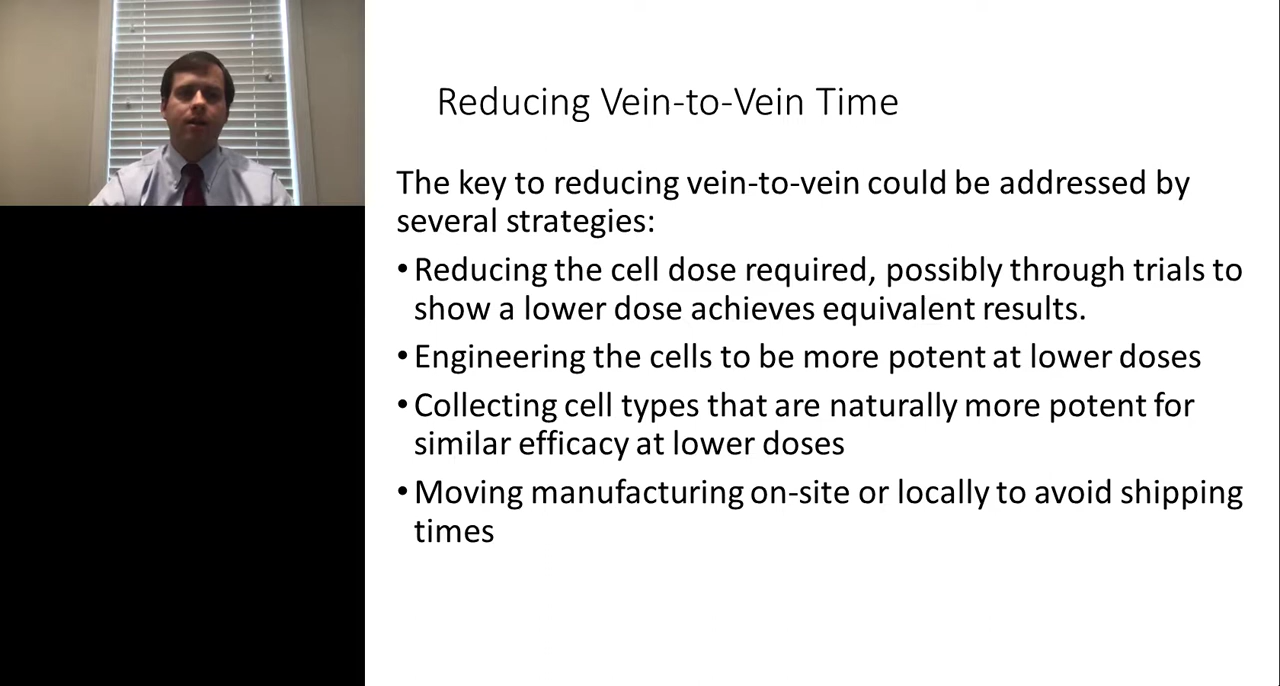 Reducing Vein-to-Vein Time
The key to reducing vein-to-vein could be addressed by
several strategies:
•Reducing the cell dose required, possibly through trials to
show a lower dose achieves equivalent results.
•Engineering the cells to be more potent at lower doses
•Collecting cell types that are naturally more potent for
similar efficacy at lower doses
•Moving manufacturing on-site or locally to avoid shipping
times